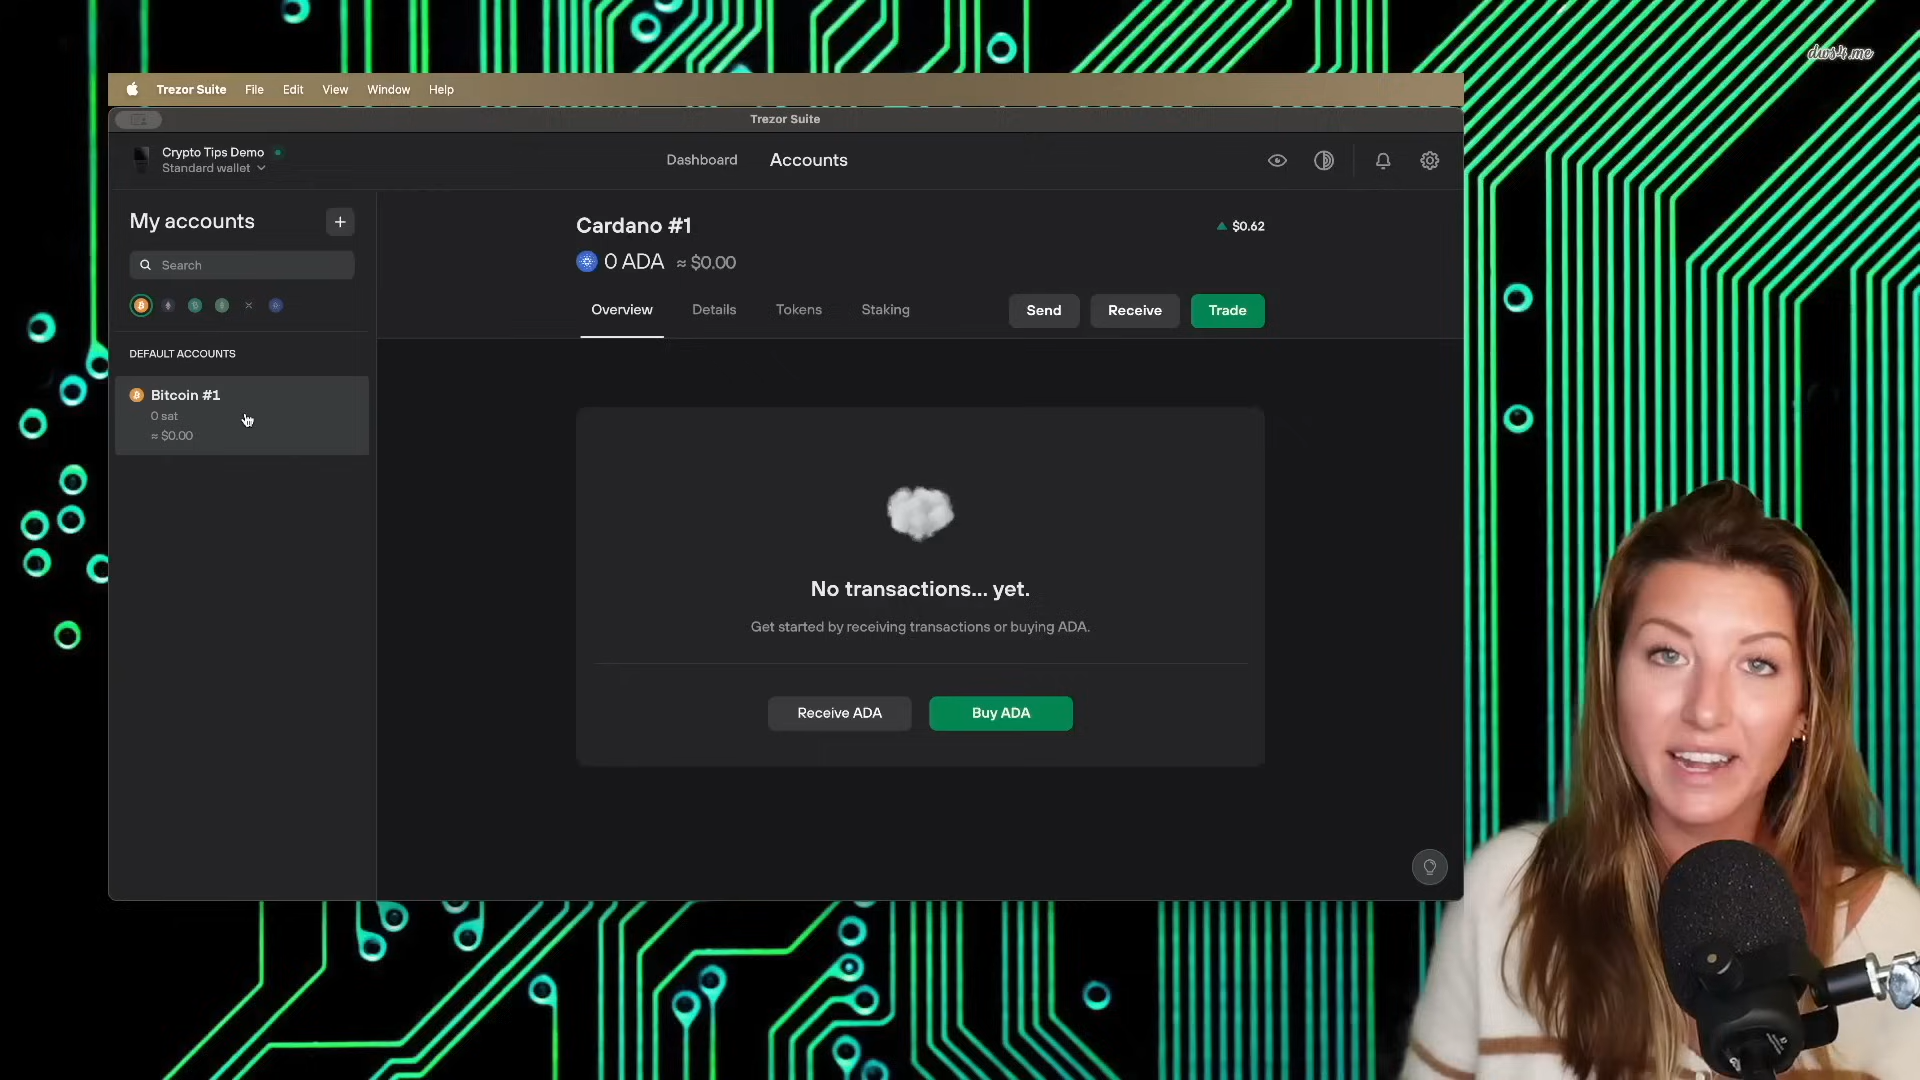 dws4.me
Trezor Suite File Edit View Window Help
Trezor Suite
Crypto Tips Demo
Standard wallet
Dashboard Accounts
My accounts
Search
DEFAULT ACCOUNTS
Bitcoin #1
0 sat
≈ $0.00
Cardano #1
$0.62
0 ADA ≈ $0.00
Overview Details Tokens Staking Send Receive Trade
No transactions... yet.
Get started by receiving transactions or buying ADA.
Receive ADA Buy ADA